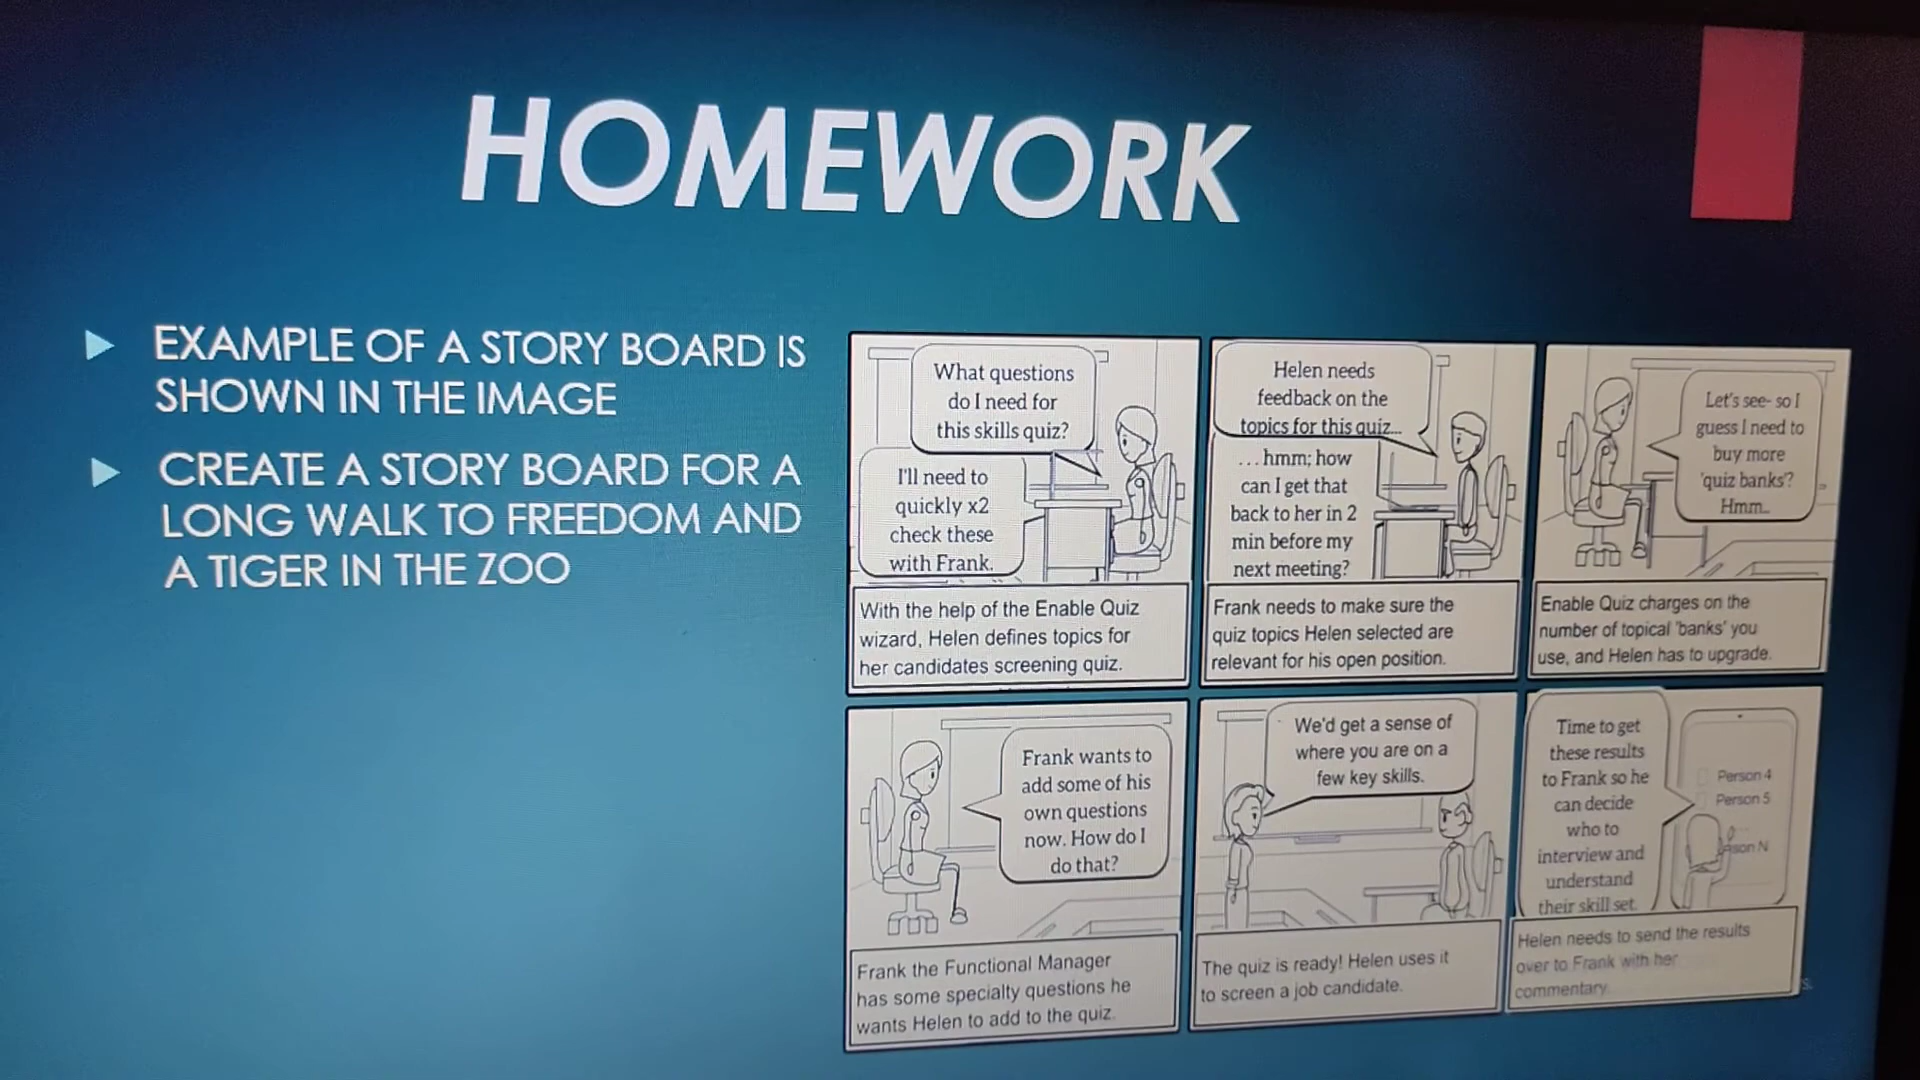 HOMEWORK
EXAMPLE OF A STORY BOARD IS
SHOWN IN THE IMAGE
CREATE A STORY BOARD FOR A
LONG WALK TO FREEDOM AND
A TIGER IN THE ZOO
What questions
do I need for
this skills quiz?
I'll need to
quickly x2
check these
with Frank.
With the help of the Enable Quiz
wizard, Helen defines topics for
her candidates screening quiz.
Helen needs
feedback on the
topics for this quiz...
...hmm; how
can I get that
back to her in 2
min before my
next meeting?
Frank needs to make sure the
quiz topics Helen selected are
relevant for his open position.
Let's see- so I
guess I need to
buy more
'quiz banks'?
Hmm..
Enable Quiz charges on the
number of topical 'banks' you
use, and Helen has to upgrade.
Frank wants to
add some of his
own questions
now. How do I
do that?
Frank the Functional Manager
has some specialty questions he
wants Helen to add to the quiz.
We'd get a sense of
where you are on a
few key skills.
The quiz is ready! Helen uses it
to screen a job candidate.
Time to get
these results
to Frank so he
can decide
who to
interview and
understand
their skill set.
Person 4
Person 5
son N
Helen needs to send the results
over to Frank with her
commentary.